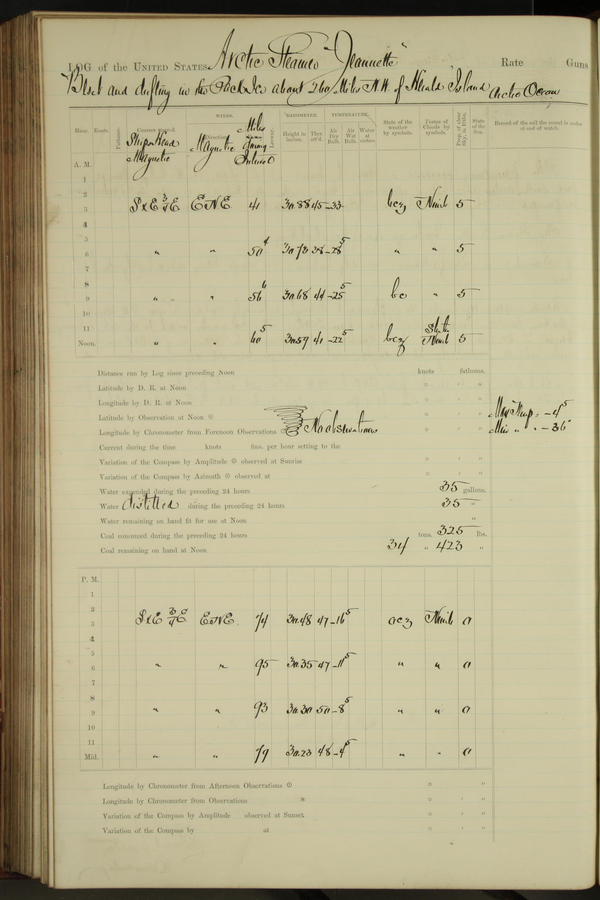 LOG of the UNITED STATES Arctic Steamer "Jeannette" Rate Guns
"Beset and drifting in the Pack Ice about 260 Miles N.W. of Herald Island Arctic Ocean
WINDS. BAROMETER. TEMPERATURE.
Hour. Knots. Fathoms. Courses steered. Direction. Leeway. Height in inches. Ther. att'd. Air Dry Bulb. Air Wet Bulb. Water at surface. State of the weather by symbols. Forms of Clouds by symbols. Prop. of clear Sky, in 10ths. State of the Sea. Record of the sail the vessel is under at end of watch.
Ship's Head Magnetic Magnetic Miles during Interval
A. M.
1
2
3 S x E ¾ E ENE 41 30.88 45 -33 bcz Nimb 5
4
5
6 " " 50 4 30.73 38 -28 5 " " 5
7
8
9 " " 56 6 30.68 44 -25 5 bc " 5
10
11
Noon. " " 60 5 30.59 41 -22 5 bcz Str. Nimb 5
Distance run by Log since preceding Noon knots fathoms.
Latitude by D. R. at Noon ° ' "
Longitude by D. R. at Noon ° ' "
Latitude by Observation at Noon ° ' " Max Temp. -4 5
Longitude by Chronometer from Forenoon Observations No observations ° ' " Min " -36
Current during the time knots fms. per hour setting to the
Variation of the Compass by Amplitude observed at Sunrise ° ' "
Variation of the Compass by Azimuth observed at ° ' "
Water expended during the preceding 24 hours 35 gallons.
Water distilled during the preceding 24 hours 35 "
Water remaining on hand fit for use at Noon "
Coal consumed during the preceding 24 hours tons. 325 lbs.
Coal remaining on hand at Noon 34 " 423 "
P. M.
1
2
3 S x E ¾ E ENE 74 30.48 47 -16 5 ocz Nimb 0
4
5
6 " " 95 30.35 47 -11 5 " " 0
7
8
9 " " 93 30.30 50 -8 5 " " 0
10
11
Mid. " " 79 30.23 48 -4 5 " " 0
Longitude by Chronometer from Afternoon Observations ° ' "
Longitude by Chronometer from Observations * ° ' "
Variation of the Compass by Amplitude observed at Sunset ° ' "
Variation of the Compass by at ° ' "